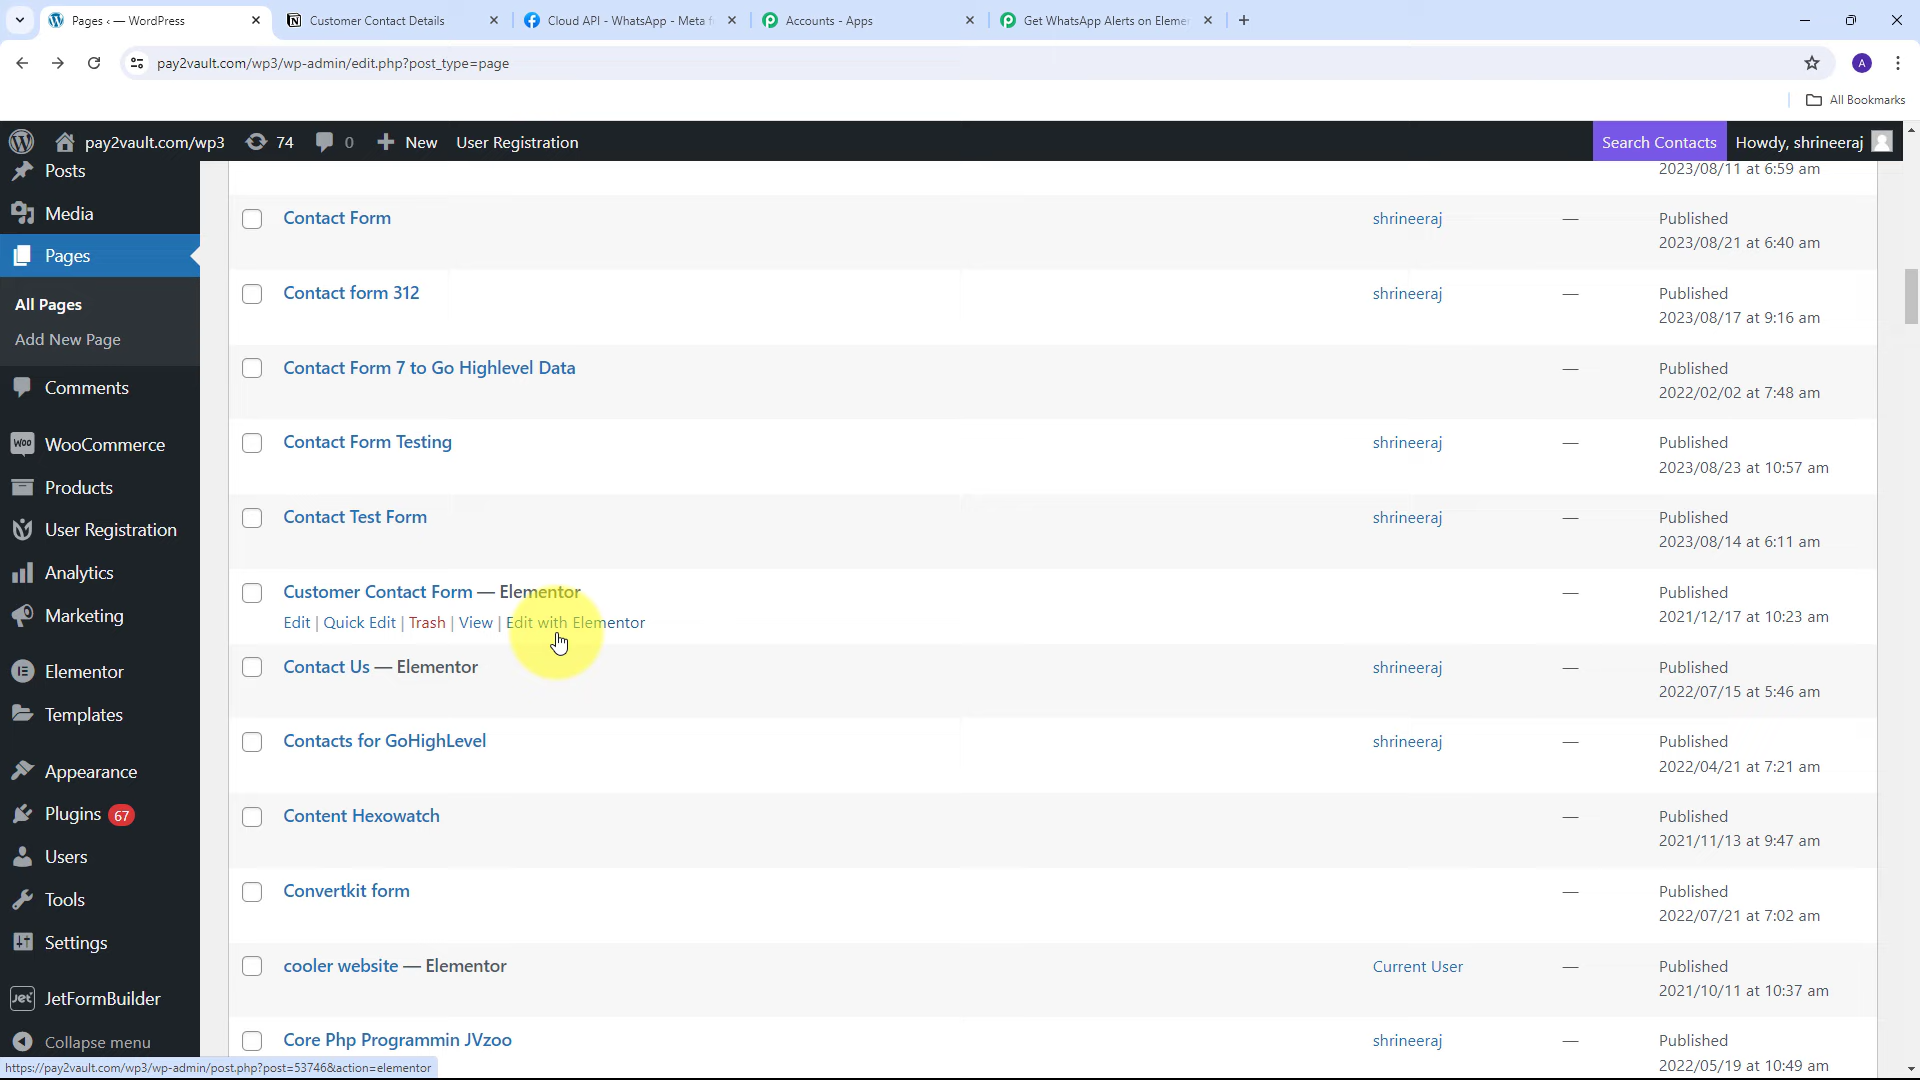 Pages ‹ — WordPress
Customer Contact Details
Cloud API - WhatsApp - Meta f
Accounts - Apps
Get WhatsApp Alerts on Elemen
pay2vault.com/wp3/wp-admin/edit.php?post_type=page
A
All Bookmarks
pay2vault.com/wp3
74
0
New
User Registration
Search Contacts
Howdy, shrineeraj
Posts
Media
Pages
All Pages
Add New Page
Comments
WooCommerce
Products
User Registration
Analytics
Marketing
Elementor
Templates
Appearance
Plugins 67
Users
Tools
Settings
JetFormBuilder
Collapse menu
2023/08/11 at 6:59 am
Contact Form shrineeraj — Published
2023/08/21 at 6:40 am
Contact form 312 shrineeraj — Published
2023/08/17 at 9:16 am
Contact Form 7 to Go Highlevel Data — Published
2022/02/02 at 7:48 am
Contact Form Testing shrineeraj — Published
2023/08/23 at 10:57 am
Contact Test Form shrineeraj — Published
2023/08/14 at 6:11 am
Customer Contact Form — Elementor — Published
Edit | Quick Edit | Trash | View | Edit with Elementor 2021/12/17 at 10:23 am
Contact Us — Elementor shrineeraj — Published
2022/07/15 at 5:46 am
Contacts for GoHighLevel shrineeraj — Published
2022/04/21 at 7:21 am
Content Hexowatch — Published
2021/11/13 at 9:47 am
Convertkit form — Published
2022/07/21 at 7:02 am
cooler website — Elementor Current User — Published
2021/10/11 at 10:37 am
Core Php Programmin JVzoo shrineeraj — Published
2022/05/19 at 10:49 am
https://pay2vault.com/wp3/wp-admin/post.php?post=53746&action=elementor